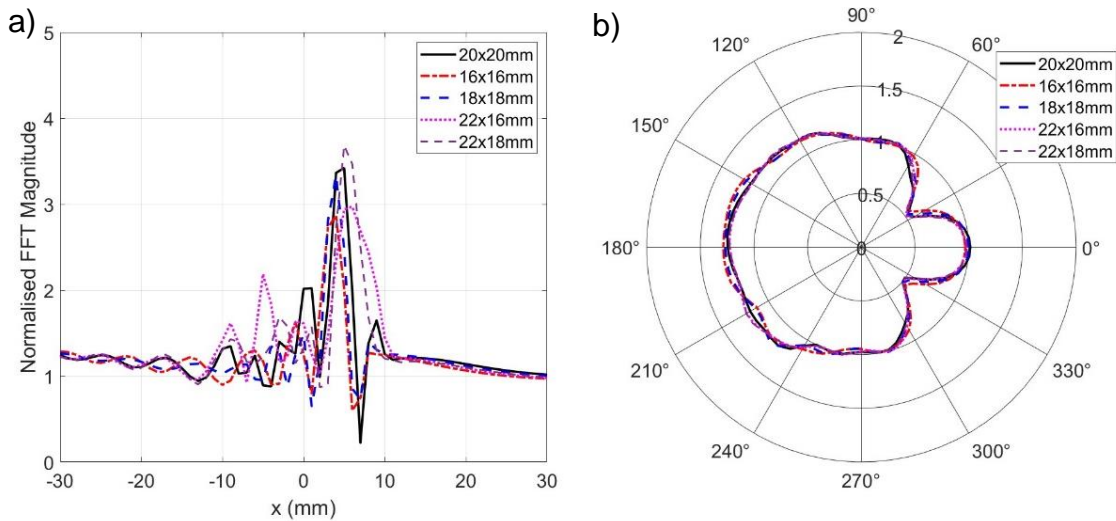 a)
Normalised FFT Magnitude
5
4
3
2
1
0
-30
-20
-10
0
10
20
30
x (mm)
20x20mm
16x16mm
18x18mm
22x16mm
22x18mm
b)
90°
120°
60°
150°
180°
0°
210°
330°
240°
300°
270°
2
1.5
1
0.5
0
20x20mm
16x16mm
18x18mm
22x16mm
22x18mm